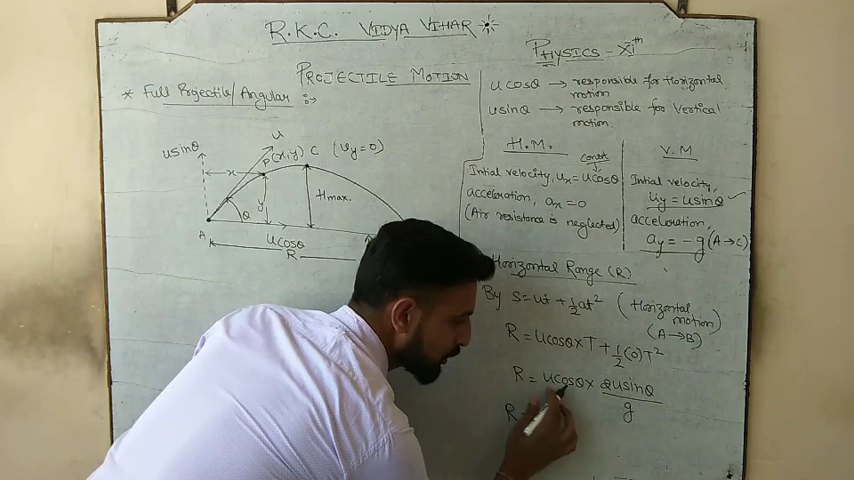 R.K.C. VIDYA VIHAR
PHYSICS - XIth
PROJECTILE MOTION
* Full Projectile/Angular :->
usinθ
u
P(x,y)
C (vy=0)
x
y
Hmax.
θ
A
ucosθ
R
ucosθ → responsible for Horizontal
motion
usinθ → responsible for Vertical
motion.
H.M.
const
Intial velocity, ux = ucosθ
acceleration, ax = 0
(Air resistance is neglected)
V.M
Intial velocity,
uy = usinθ
acceleration,
ay = -g (A→C)
Horizontal Range (R)
By S = ut + 1/2 at² (Horizontal
motion)
(A→B)
R = ucosθ × T + 1/2 (0) T²
R = ucosθ × 2usinθ / g
R